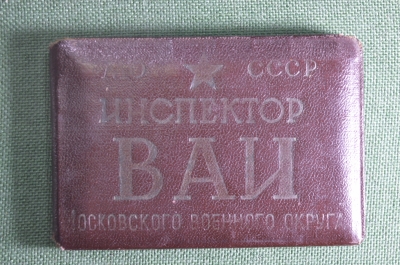 МО ★ СССР
ИНСПЕКТОР
ВАИ
МОСКОВСКОГО ВОЕННОГО ОКРУГА